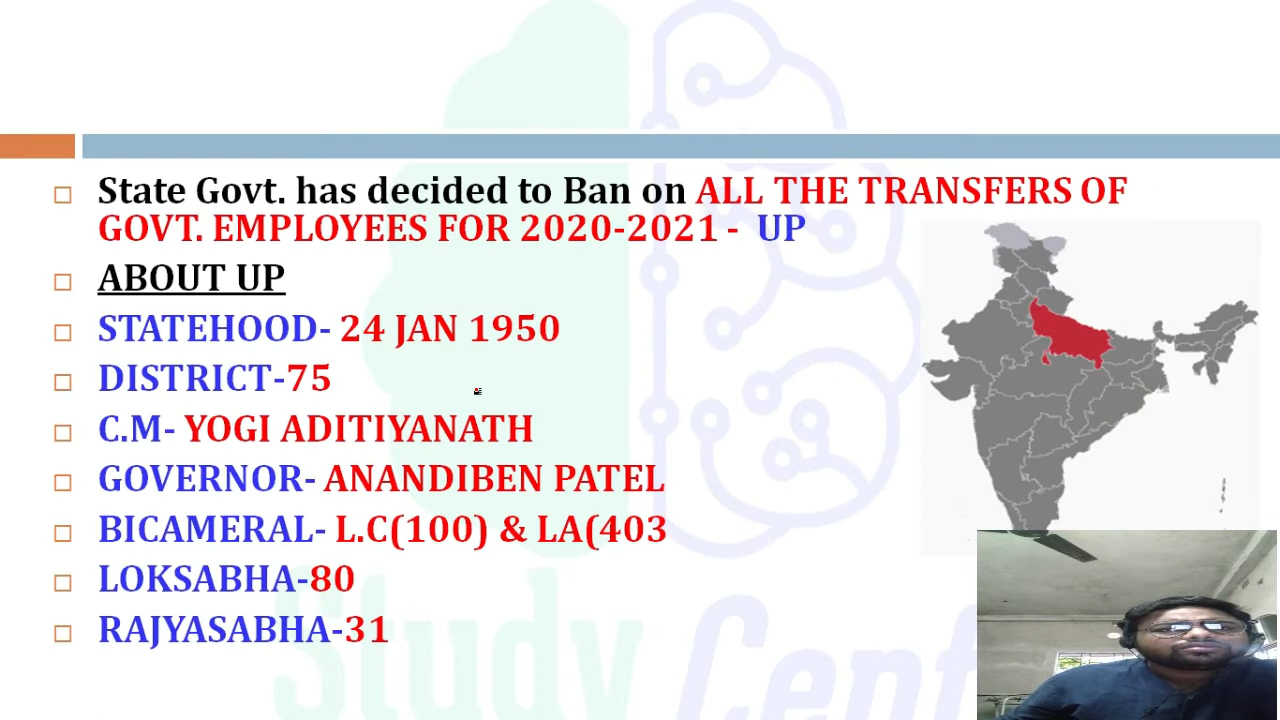 State Govt. has decided to Ban on ALL THE TRANSFERS OF
GOVT. EMPLOYEES FOR 2020-2021 - UP
ABOUT UP
STATEHOOD- 24 JAN 1950
DISTRICT-75
C.M- YOGI ADITIYANATH
GOVERNOR- ANANDIBEN PATEL
BICAMERAL- L.C(100) & LA(403
LOKSABHA-80
RAJYASABHA-31
Study Cent